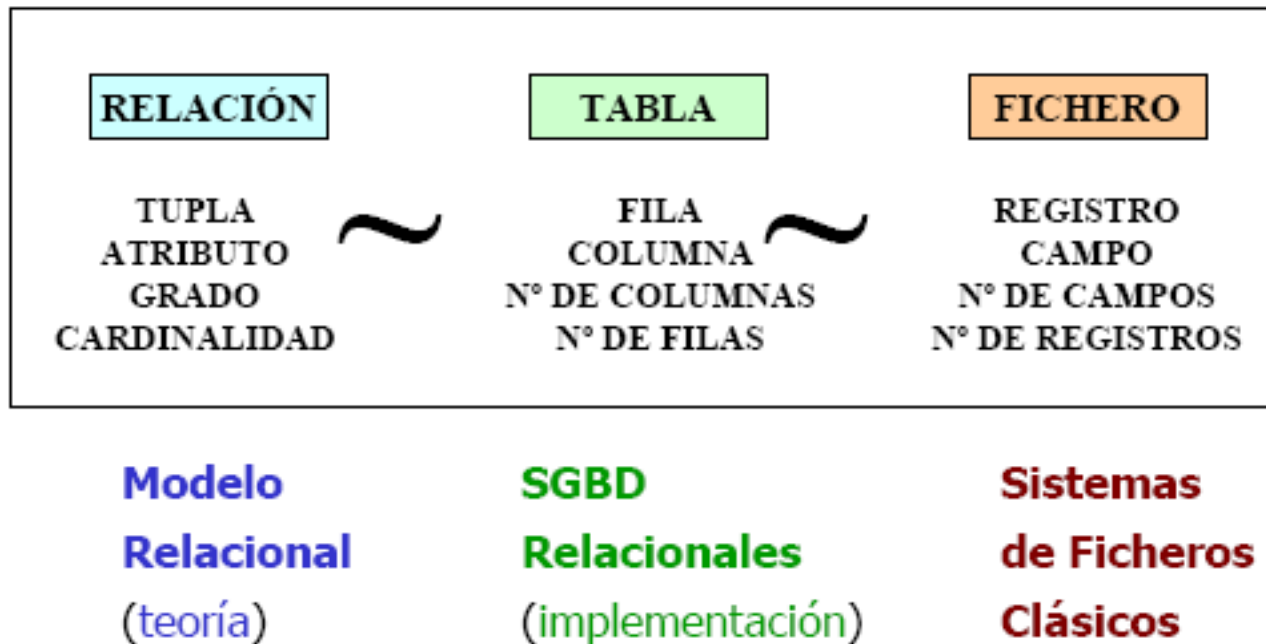 RELACIÓN
TUPLA
ATRIBUTO
GRADO
CARDINALIDAD
~
TABLA
FILA
COLUMNA
Nº DE COLUMNAS
Nº DE FILAS
~
FICHERO
REGISTRO
CAMPO
Nº DE CAMPOS
Nº DE REGISTROS
Modelo
Relacional
(teoría)
SGBD
Relacionales
(implementación)
Sistemas
de Ficheros
Clásicos